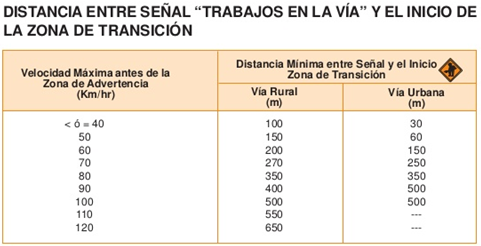 DISTANCIA ENTRE SEÑAL “TRABAJOS EN LA VÍA” Y EL INICIO DE
LA ZONA DE TRANSICIÓN
Velocidad Máxima antes de la
Zona de Advertencia
(Km/hr)
Distancia Mínima entre Señal y el Inicio
Zona de Transición
Vía Rural
(m)
Vía Urbana
(m)
< ó = 40 100 30
50 150 60
60 200 150
70 270 250
80 350 350
90 400 500
100 500 500
110 550 ---
120 650 ---